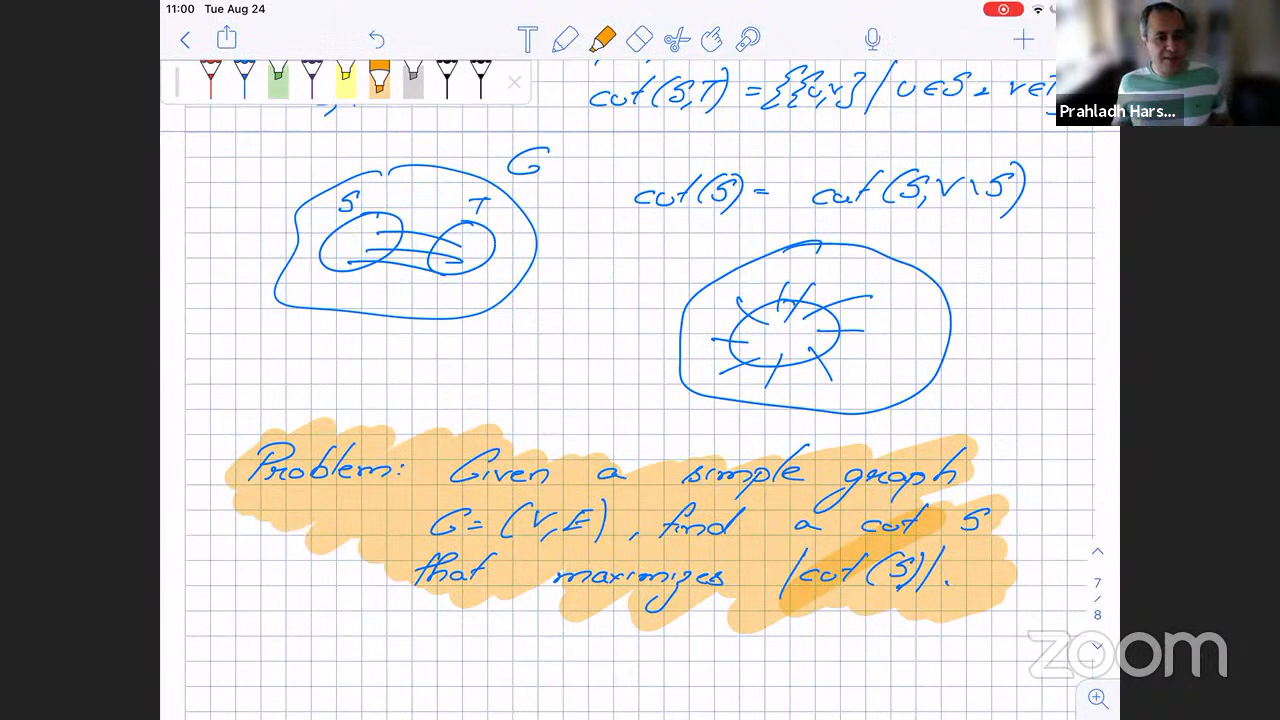 11:00 Tue Aug 24
cut(S,T) = {{u,v} / u∈S, v∈T
Prahladh Hars...
G
S T
cut(S) = cut(S, V \ S)
Problem: Given a simple graph
G = (V, E), find a cut S
that maximizes |cut(S)|.
7
/
8
zoom